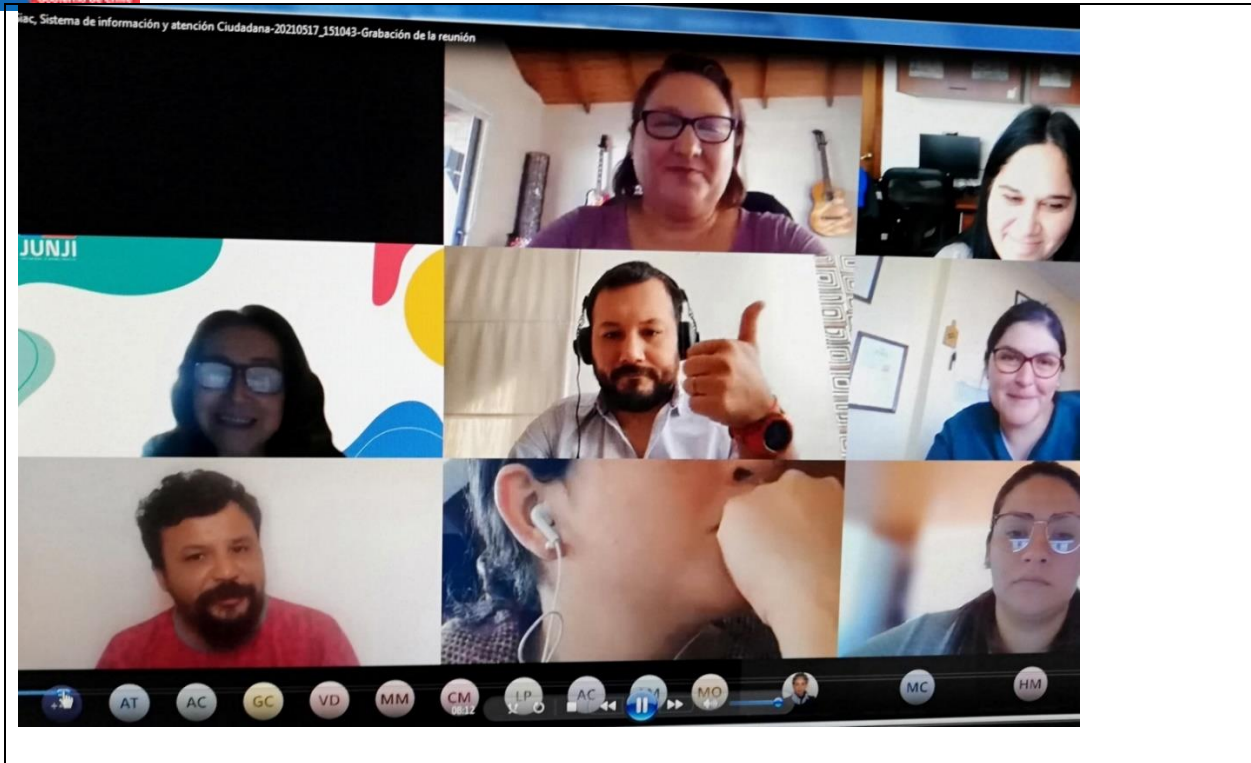 Siac, Sistema de información y atención Ciudadana-20210517_151043-Grabación de la reunión
JUNJI
AT
AC
GC
VD
MM
CM
LP
AC
MO
MC
HM
08:12